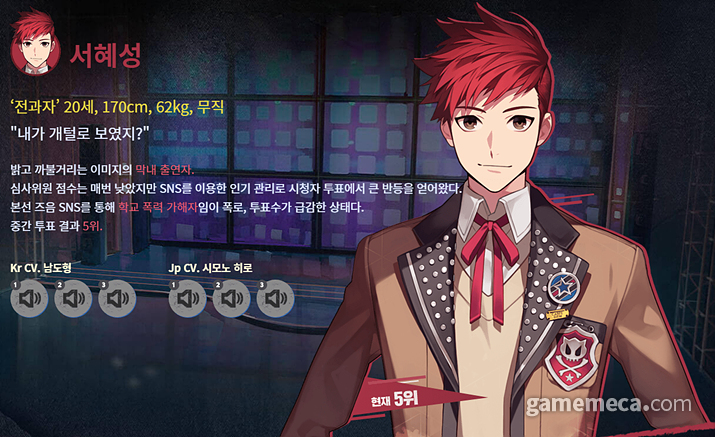 서혜성
‘전과자’ 20세, 170cm, 62kg, 무직
"내가 개털로 보였지?"
밝고 까불거리는 이미지의 막내 출연자.
심사위원 점수는 매번 낮았지만 SNS를 이용한 인기 관리로 시청자 투표에서 큰 반등을 얻어왔다.
본선 즈음 SNS를 통해 학교 폭력 가해자임이 폭로, 투표수가 급감한 상태다.
중간 투표 결과 5위.
Kr CV. 남도형
Jp CV. 시모노 히로
1 2 3
1 2 3
현재 5위
gamemeca.com